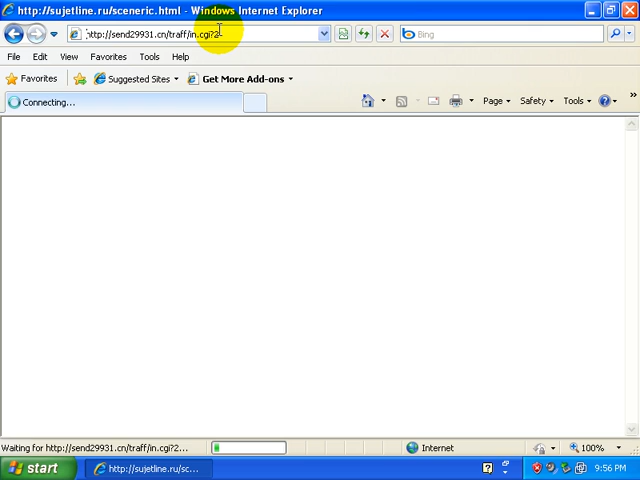 http://sujetline.ru/sceneric.html - Windows Internet Explorer
http://send29931.cn/traff/in.cgi?2
Bing
File Edit View Favorites Tools Help
Favorites Suggested Sites Get More Add-ons
Connecting... Page Safety Tools »
Waiting for http://send29931.cn/traff/in.cgi?2... Internet 100%
start http://sujetline.ru/sc... 9:56 PM